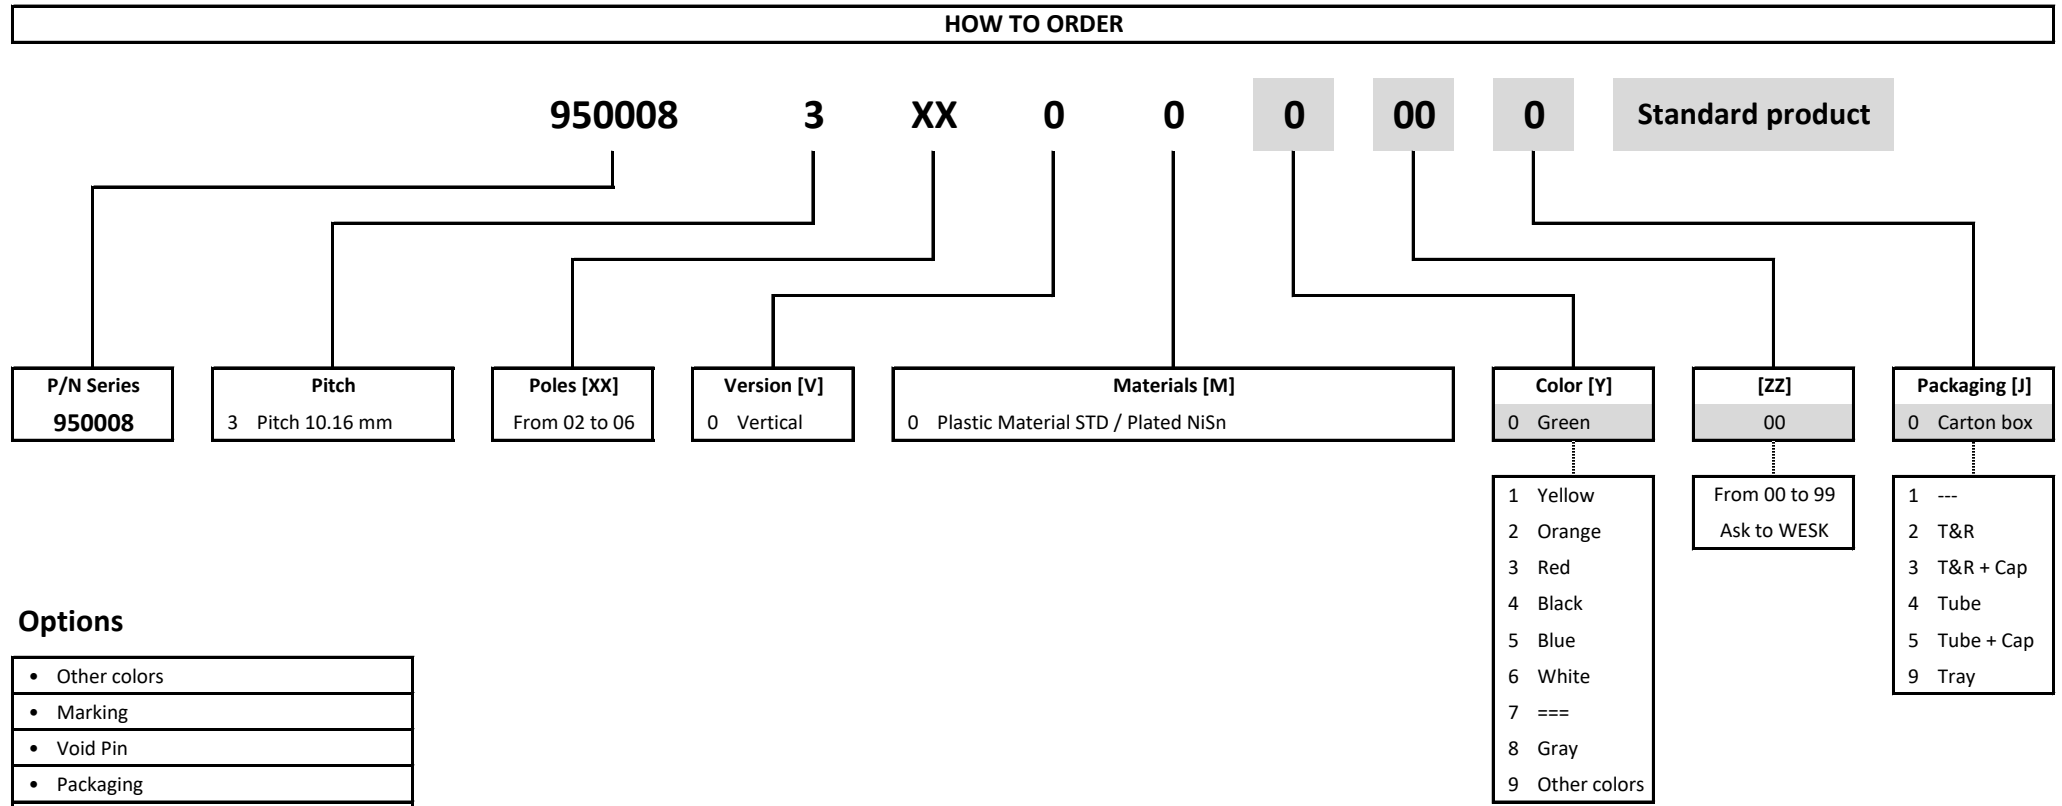 HOW TO ORDER
950008 3 XX 0 0 0 00 0 Standard product
P/N Series Pitch Poles [XX] Version [V] Materials [M] Color [Y] [ZZ] Packaging [J]
950008 3 Pitch 10.16 mm From 02 to 06 0 Vertical 0 Plastic Material STD / Plated NiSn 0 Green 00 0 Carton box
1 Yellow From 00 to 99 1 ---
2 Orange Ask to WESK 2 T&R
3 Red 3 T&R + Cap
4 Black 4 Tube
5 Blue 5 Tube + Cap
6 White 9 Tray
7 ===
8 Gray
9 Other colors
Options
• Other colors
• Marking
• Void Pin
• Packaging